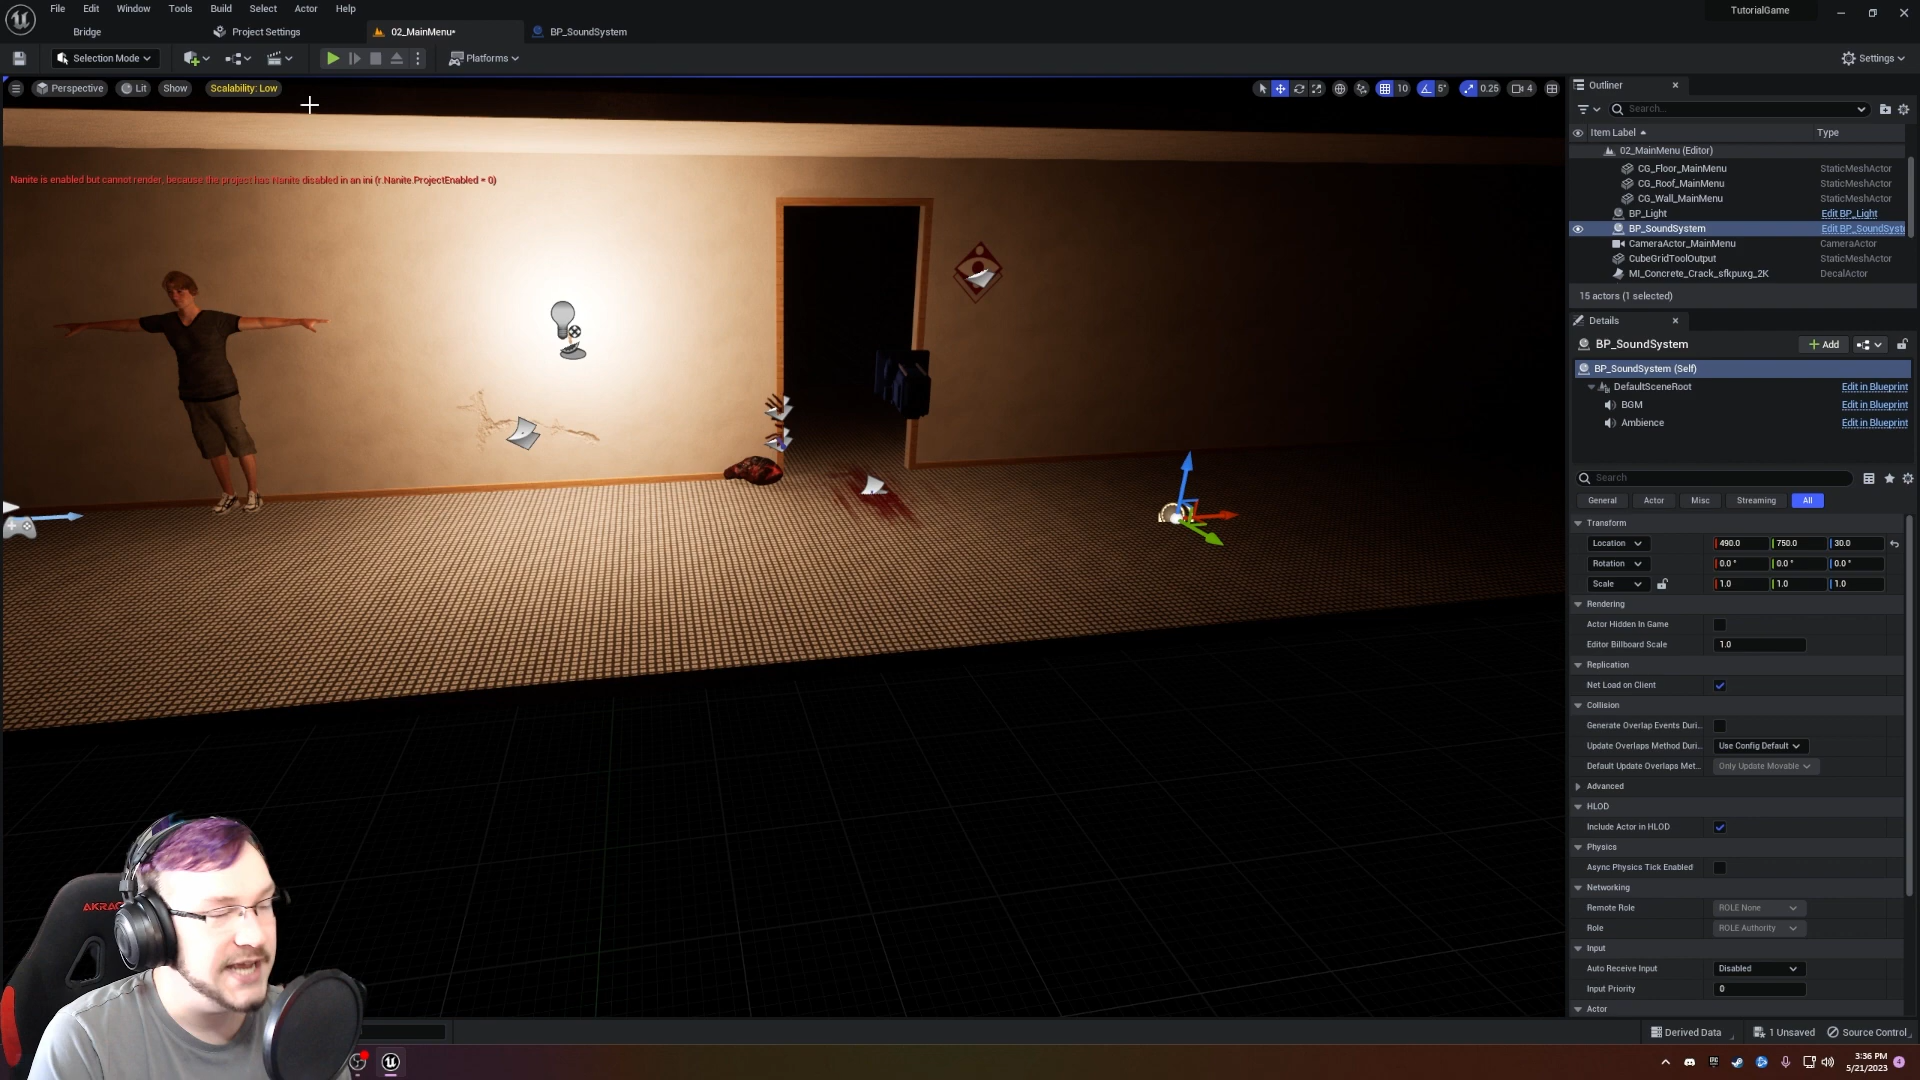 File Edit Window Tools Build Select Actor Help
TutorialGame
Bridge
Project Settings
02_MainMenu*
BP_SoundSystem
Selection Mode
Platforms
Settings
Perspective
Lit
Show
Scalability: Low
10
5°
0.25
4
Nanite is enabled but cannot render, because the project has Nanite disabled in an ini (r.Nanite.ProjectEnabled = 0)
Outliner
Search...
Item Label
Type
02_MainMenu (Editor)
CG_Floor_MainMenu StaticMeshActor
CG_Roof_MainMenu StaticMeshActor
CG_Wall_MainMenu StaticMeshActor
BP_Light Edit BP_Light
BP_SoundSystem Edit BP_SoundSyste
CameraActor_MainMenu CameraActor
CubeGridToolOutput StaticMeshActor
MI_Concrete_Crack_sfkpuxg_2K DecalActor
15 actors (1 selected)
Details
BP_SoundSystem
Add
BP_SoundSystem (Self)
DefaultSceneRoot Edit in Blueprint
BGM Edit in Blueprint
Ambience Edit in Blueprint
Search
General Actor Misc Streaming All
Transform
Location 490.0 750.0 30.0
Rotation 0.0 ° 0.0 ° 0.0 °
Scale 1.0 1.0 1.0
Rendering
Actor Hidden In Game
Editor Billboard Scale 1.0
Replication
Net Load on Client
Collision
Generate Overlap Events Duri...
Update Overlaps Method Duri... Use Config Default
Default Update Overlaps Met... Only Update Movable
Advanced
HLOD
Include Actor in HLOD
Physics
Async Physics Tick Enabled
Networking
Remote Role ROLE None
Role ROLE Authority
Input
Auto Receive Input Disabled
Input Priority 0
Actor
AKRAC
Derived Data
1 Unsaved
Source Control
3:36 PM
5/21/2023
4